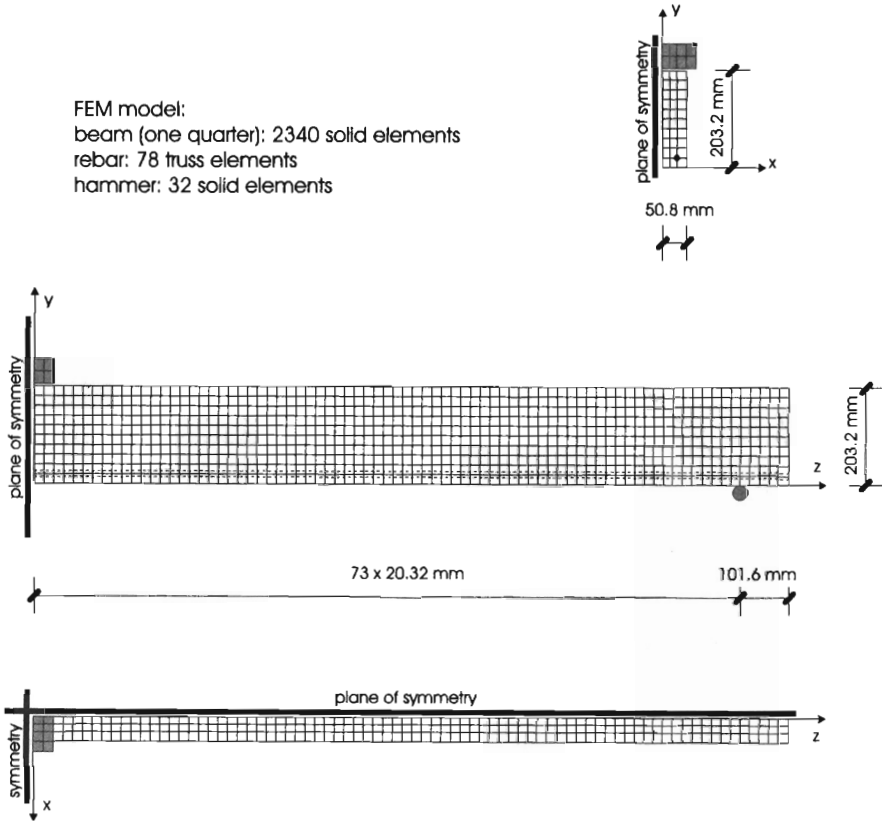 y
plane of symmetry
203.2 mm
x
50.8 mm
FEM model:
beam (one quarter): 2340 solid elements
rebar: 78 truss elements
hammer: 32 solid elements
y
plane of symmetry
z
203.2 mm
73 x 20.32 mm
101.6 mm
plane of symmetry
z
symmetry
x